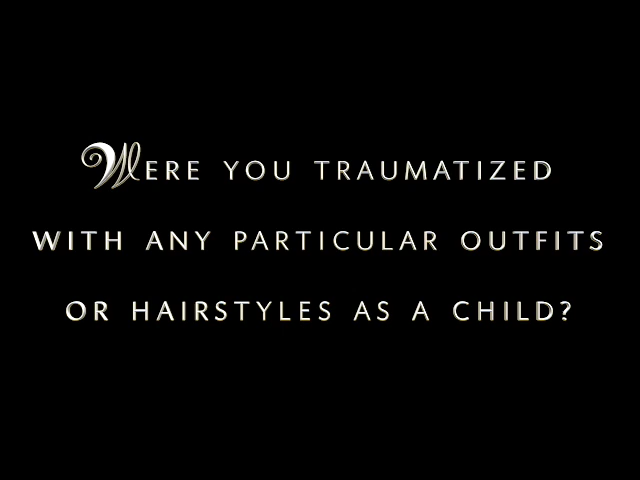 Were you traumatized
with any particular outfits
or hairstyles as a child?